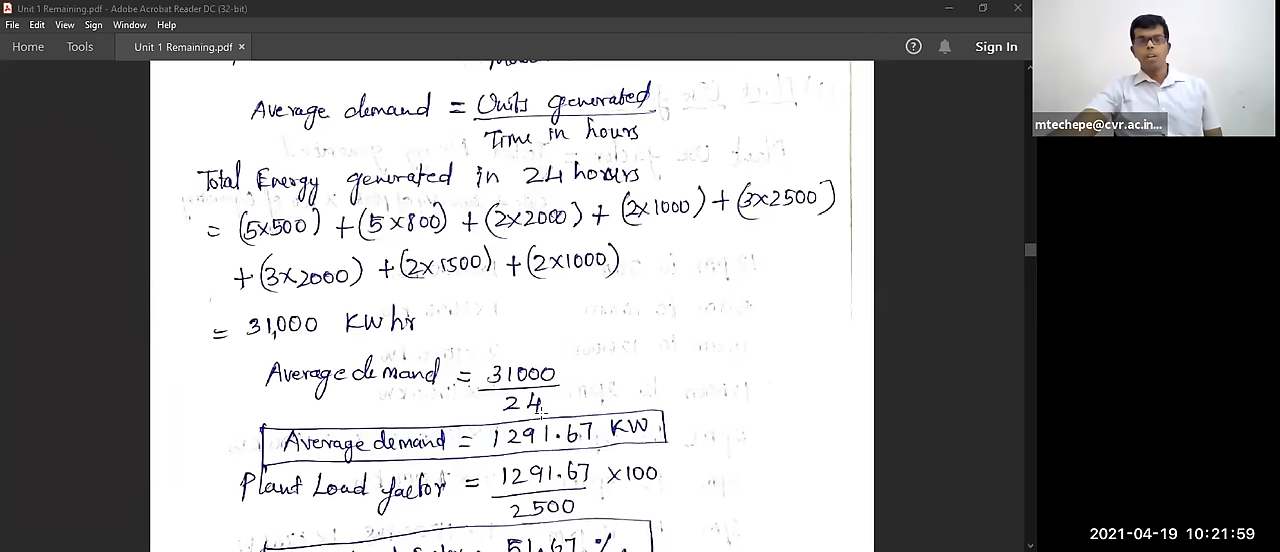 Unit 1 Remaining.pdf - Adobe Acrobat Reader DC (32-bit)
File Edit View Sign Window Help
Home Tools Unit 1 Remaining.pdf × Sign In
mtechepe@cvr.ac.in...
Average demand = Units generated
Time in hours
Total Energy generated in 24 hours
= (5x500) + (5x800) + (2x2000) + (2x1000) + (3x2500)
+ (3x2000) + (2x1500) + (2x1000)
= 31,000 KW hr
Average demand = 31000
24
Average demand = 1291.67 KW
Plant Load factor = 1291.67 x100
2500
= 51.67 %.
2021-04-19 10:21:59